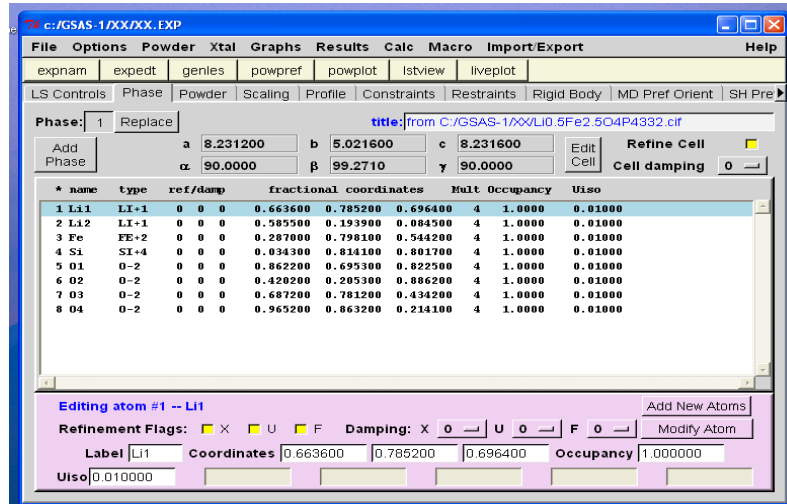 c:/GSAS-1/XX/XX.EXP
File Options Powder Xtal Graphs Results Calc Macro Import/Export Help
expnam expedt genles powpref powplot lstview liveplot
LS Controls Phase Powder Scaling Profile Constraints Restraints Rigid Body MD Pref Orient SH Pre
Phase: 1 Replace title: from C:/GSAS-1/XX/Li0.5Fe2.5O4P4332.cif
Add Phase a 8.231200 b 5.021600 c 8.231600 Edit Cell Refine Cell
α 90.0000 β 99.2710 γ 90.0000 Cell damping 0
* name type ref/damp fractional coordinates Mult Occupancy Uiso
1 Li1 LI+1 0 0 0 0.663600 0.785200 0.696400 4 1.0000 0.01000
2 Li2 LI+1 0 0 0 0.585500 0.193900 0.084500 4 1.0000 0.01000
3 Fe FE+2 0 0 0 0.287000 0.798100 0.544200 4 1.0000 0.01000
4 Si SI+4 0 0 0 0.034300 0.814100 0.801700 4 1.0000 0.01000
5 O1 O-2 0 0 0 0.862200 0.695300 0.822500 4 1.0000 0.01000
6 O2 O-2 0 0 0 0.420200 0.205300 0.886200 4 1.0000 0.01000
7 O3 O-2 0 0 0 0.687200 0.781200 0.434200 4 1.0000 0.01000
8 O4 O-2 0 0 0 0.965200 0.863200 0.214100 4 1.0000 0.01000
Editing atom #1 -- Li1 Add New Atoms
Refinement Flags: X U F Damping: X 0 U 0 F 0 Modify Atom
Label Li1 Coordinates 0.663600 0.785200 0.696400 Occupancy 1.000000
Uiso 0.010000